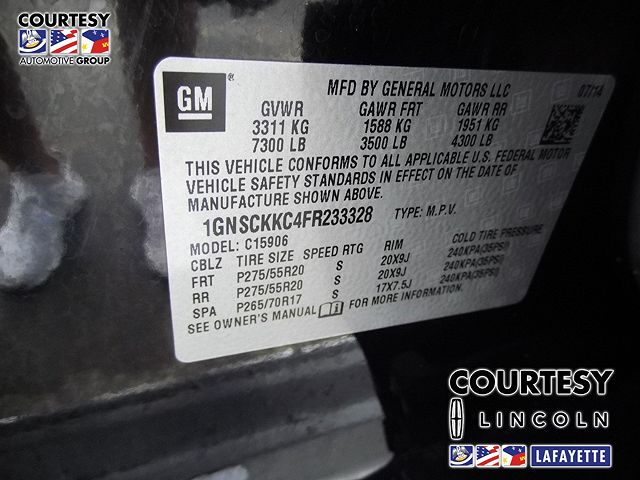 COURTESY
AUTOMOTIVE GROUP
GM
MFD BY GENERAL MOTORS LLC 07/14
GVWR GAWR FRT GAWR RR
3311 KG 1588 KG 1951 KG
7300 LB 3500 LB 4300 LB
THIS VEHICLE CONFORMS TO ALL APPLICABLE U.S. FEDERAL MOTOR
VEHICLE SAFETY STANDARDS IN EFFECT ON THE DATE OF
MANUFACTURE SHOWN ABOVE.
1GNSCKKC4FR233328 TYPE: M.P.V.
MODEL: C15906
CBLZ TIRE SIZE SPEED RTG RIM COLD TIRE PRESSURE
FRT P275/55R20 S 20X9J 240KPA(35PSI)
RR P275/55R20 S 20X9J 240KPA(35PSI)
SPA P265/70R17 S 17X7.5J 240KPA(35PSI)
SEE OWNER'S MANUAL FOR MORE INFORMATION.
COURTESY
LINCOLN
LAFAYETTE